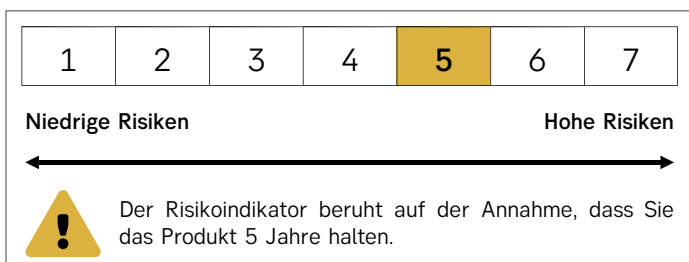 1 2 3 4 5 6 7
Niedrige Risiken Hohe Risiken
Der Risikoindikator beruht auf der Annahme, dass Sie
das Produkt 5 Jahre halten.